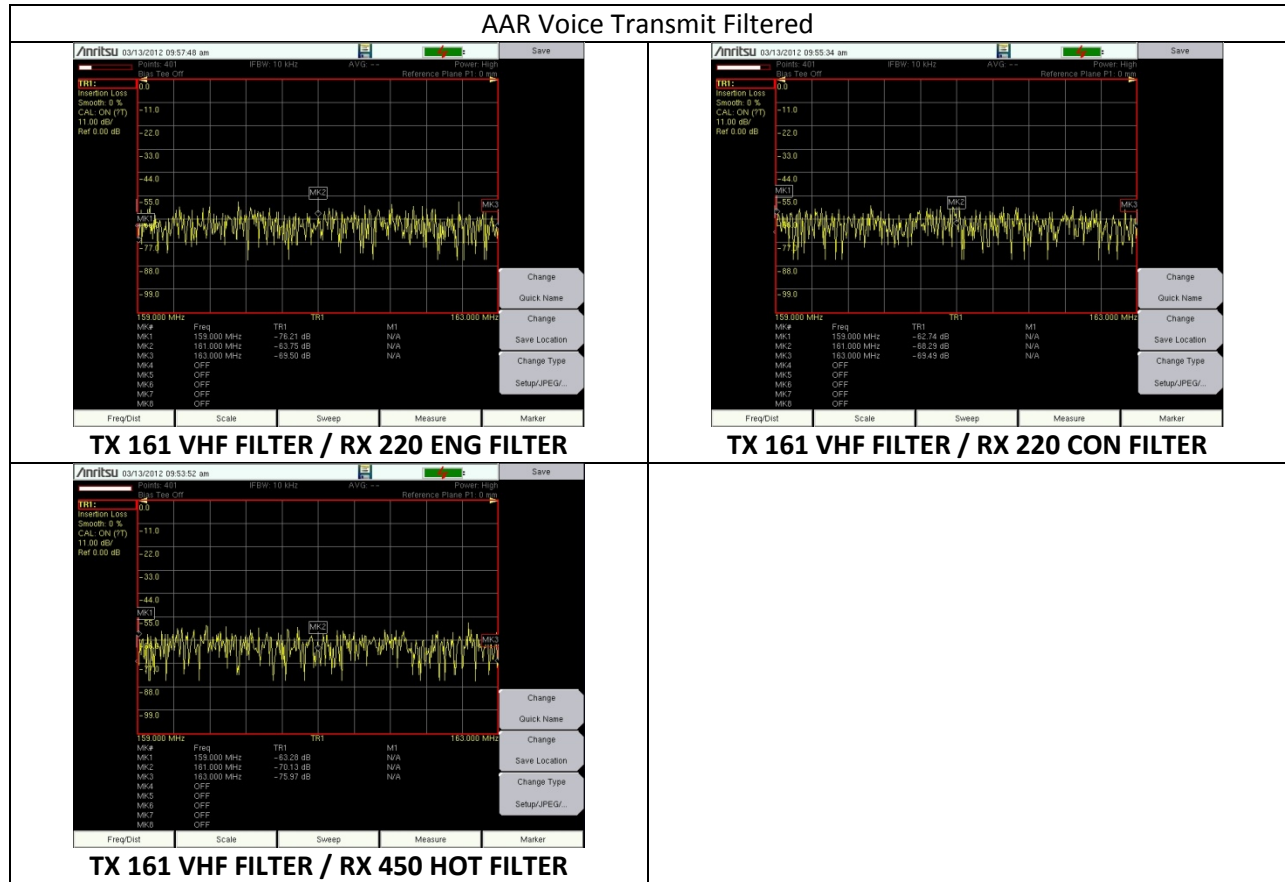 AAR Voice Transmit Filtered
Anritsu 03/13/2012 09:57:48 am
Save
Points: 401 IFBW: 10 kHz AVG: -- Power: High
Bias Tee Off Reference Plane P1: 0 mm
TR1:
Insertion Loss
Smooth: 0 %
CAL: ON (?T)
11.00 dB/
Ref 0.00 dB
0.0
-11.0
-22.0
-33.0
-44.0
-55.0
-77.0
-88.0
-99.0
MK1
MK2
MK3
159.000 MHz TR1 163.000 MHz
MK# Freq TR1 M1
MK1 159.000 MHz -76.21 dB N/A
MK2 161.000 MHz -63.75 dB N/A
MK3 163.000 MHz -69.50 dB N/A
MK4 OFF
MK5 OFF
MK6 OFF
MK7 OFF
MK8 OFF
Change
Quick Name
Change
Save Location
Change Type
Setup/JPEG/...
Freq/Dist Scale Sweep Measure Marker
TX 161 VHF FILTER / RX 220 ENG FILTER
Anritsu 03/13/2012 09:55:34 am
Save
Points: 401 IFBW: 10 kHz AVG: -- Power: High
Bias Tee Off Reference Plane P1: 0 mm
TR1:
Insertion Loss
Smooth: 0 %
CAL: ON (?T)
11.00 dB/
Ref 0.00 dB
0.0
-11.0
-22.0
-33.0
-44.0
-55.0
-77.0
-88.0
-99.0
MK1
MK2
MK3
159.000 MHz TR1 163.000 MHz
MK# Freq TR1 M1
MK1 159.000 MHz -62.74 dB N/A
MK2 161.000 MHz -68.29 dB N/A
MK3 163.000 MHz -69.49 dB N/A
MK4 OFF
MK5 OFF
MK6 OFF
MK7 OFF
MK8 OFF
Change
Quick Name
Change
Save Location
Change Type
Setup/JPEG/...
Freq/Dist Scale Sweep Measure Marker
TX 161 VHF FILTER / RX 220 CON FILTER
Anritsu 03/13/2012 09:53:52 am
Save
Points: 401 IFBW: 10 kHz AVG: -- Power: High
Bias Tee Off Reference Plane P1: 0 mm
TR1:
Insertion Loss
Smooth: 0 %
CAL: ON (?T)
11.00 dB/
Ref 0.00 dB
0.0
-11.0
-22.0
-33.0
-44.0
-55.0
-77.0
-88.0
-99.0
MK1
MK2
MK3
159.000 MHz TR1 163.000 MHz
MK# Freq TR1 M1
MK1 159.000 MHz -63.28 dB N/A
MK2 161.000 MHz -70.13 dB N/A
MK3 163.000 MHz -75.97 dB N/A
MK4 OFF
MK5 OFF
MK6 OFF
MK7 OFF
MK8 OFF
Change
Quick Name
Change
Save Location
Change Type
Setup/JPEG/...
Freq/Dist Scale Sweep Measure Marker
TX 161 VHF FILTER / RX 450 HOT FILTER